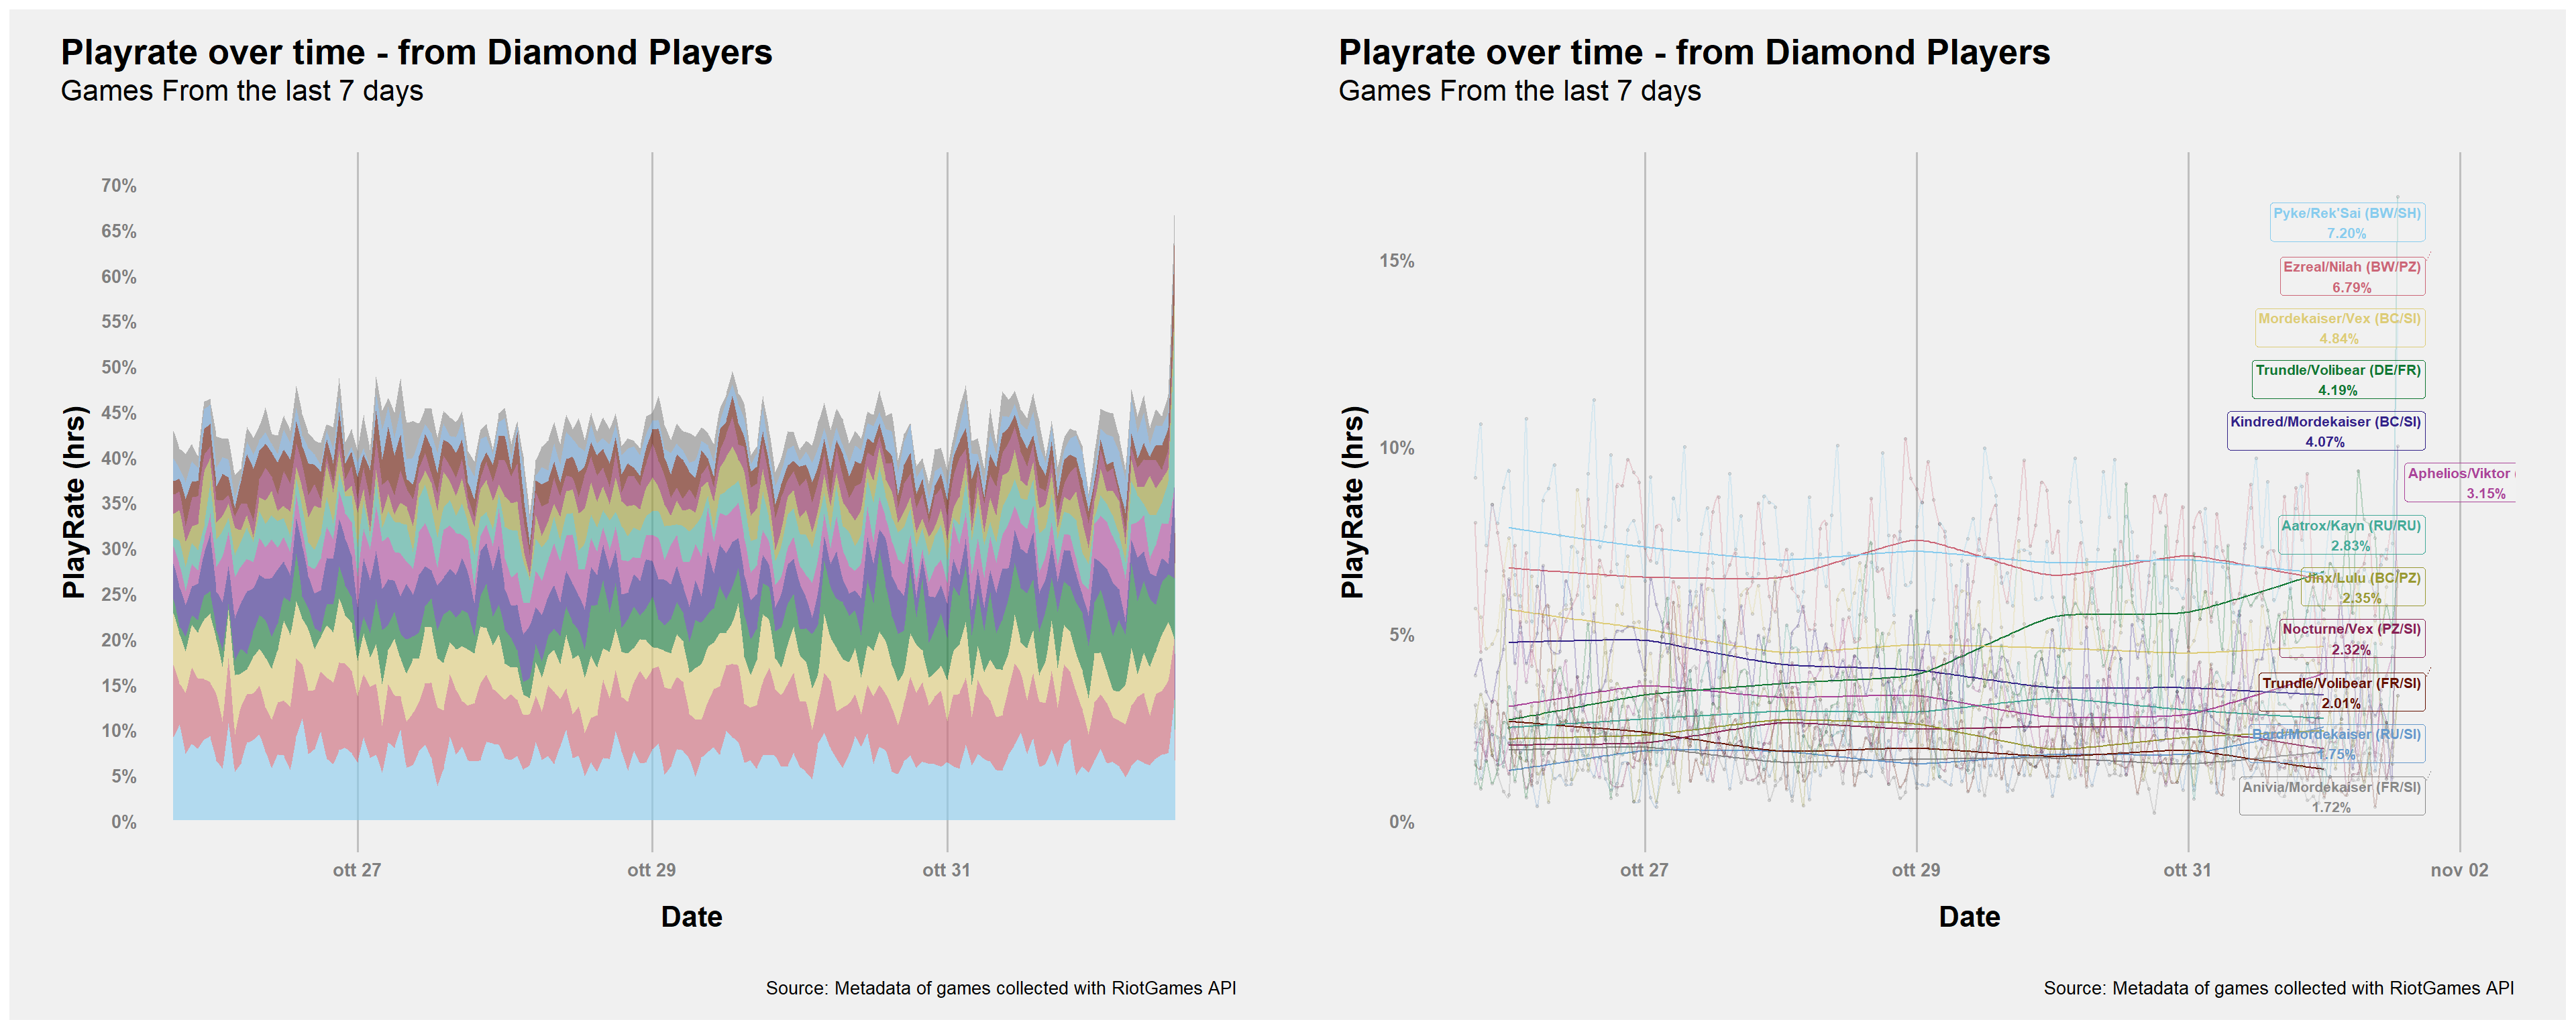 Playrate over time - from Diamond Players
Games From the last 7 days
70%
65%
60%
55%
50%
45%
40%
35%
30%
25%
20%
15%
10%
5%
0%
PlayRate (hrs)
ott 27
ott 29
ott 31
Date
Source: Metadata of games collected with RiotGames API
Playrate over time - from Diamond Players
Games From the last 7 days
15%
10%
5%
0%
PlayRate (hrs)
Pyke/Rek'Sai (BW/SH)
7.20%
Ezreal/Nilah (BW/PZ)
6.79%
Mordekaiser/Vex (BC/SI)
4.84%
Trundle/Volibear (DE/FR)
4.19%
Kindred/Mordekaiser (BC/SI)
4.07%
Aphelios/Viktor (
3.15%
Aatrox/Kayn (RU/RU)
2.83%
Jinx/Lulu (BC/PZ)
2.35%
Nocturne/Vex (PZ/SI)
2.32%
Trundle/Volibear (FR/SI)
2.01%
Bard/Mordekaiser (RU/SI)
1.75%
Anivia/Mordekaiser (FR/SI)
1.72%
ott 27
ott 29
ott 31
nov 02
Date
Source: Metadata of games collected with RiotGames API